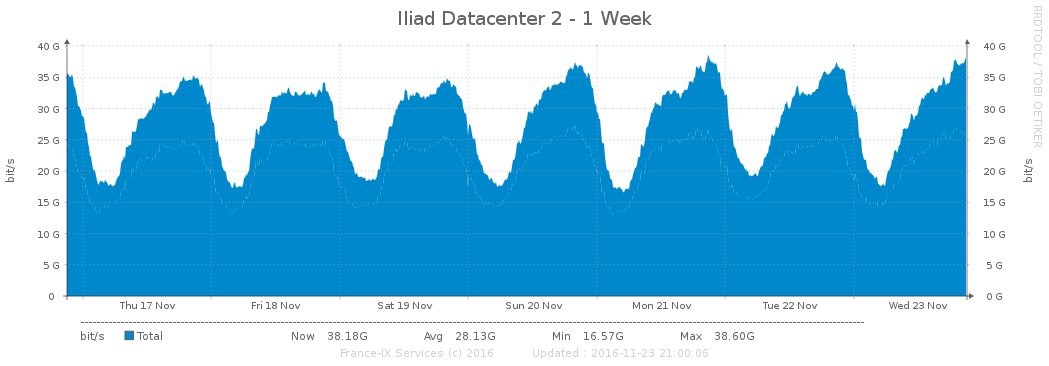 Iliad Datacenter 2 - 1 Week
RRDTOOL / TOBI OETIKER
bit/s
40 G 40 G
35 G 35 G
30 G 30 G
25 G 25 G
20 G 20 G
15 G 15 G
10 G 10 G
5 G 5 G
0 0 G
bit/s
Thu 17 Nov Fri 18 Nov Sat 19 Nov Sun 20 Nov Mon 21 Nov Tue 22 Nov Wed 23 Nov
bit/s Total Now 38.18G Avg 28.13G Min 16.57G Max 38.60G
France-IX Services (c) 2016 Updated : 2016-11-23 21:00:06